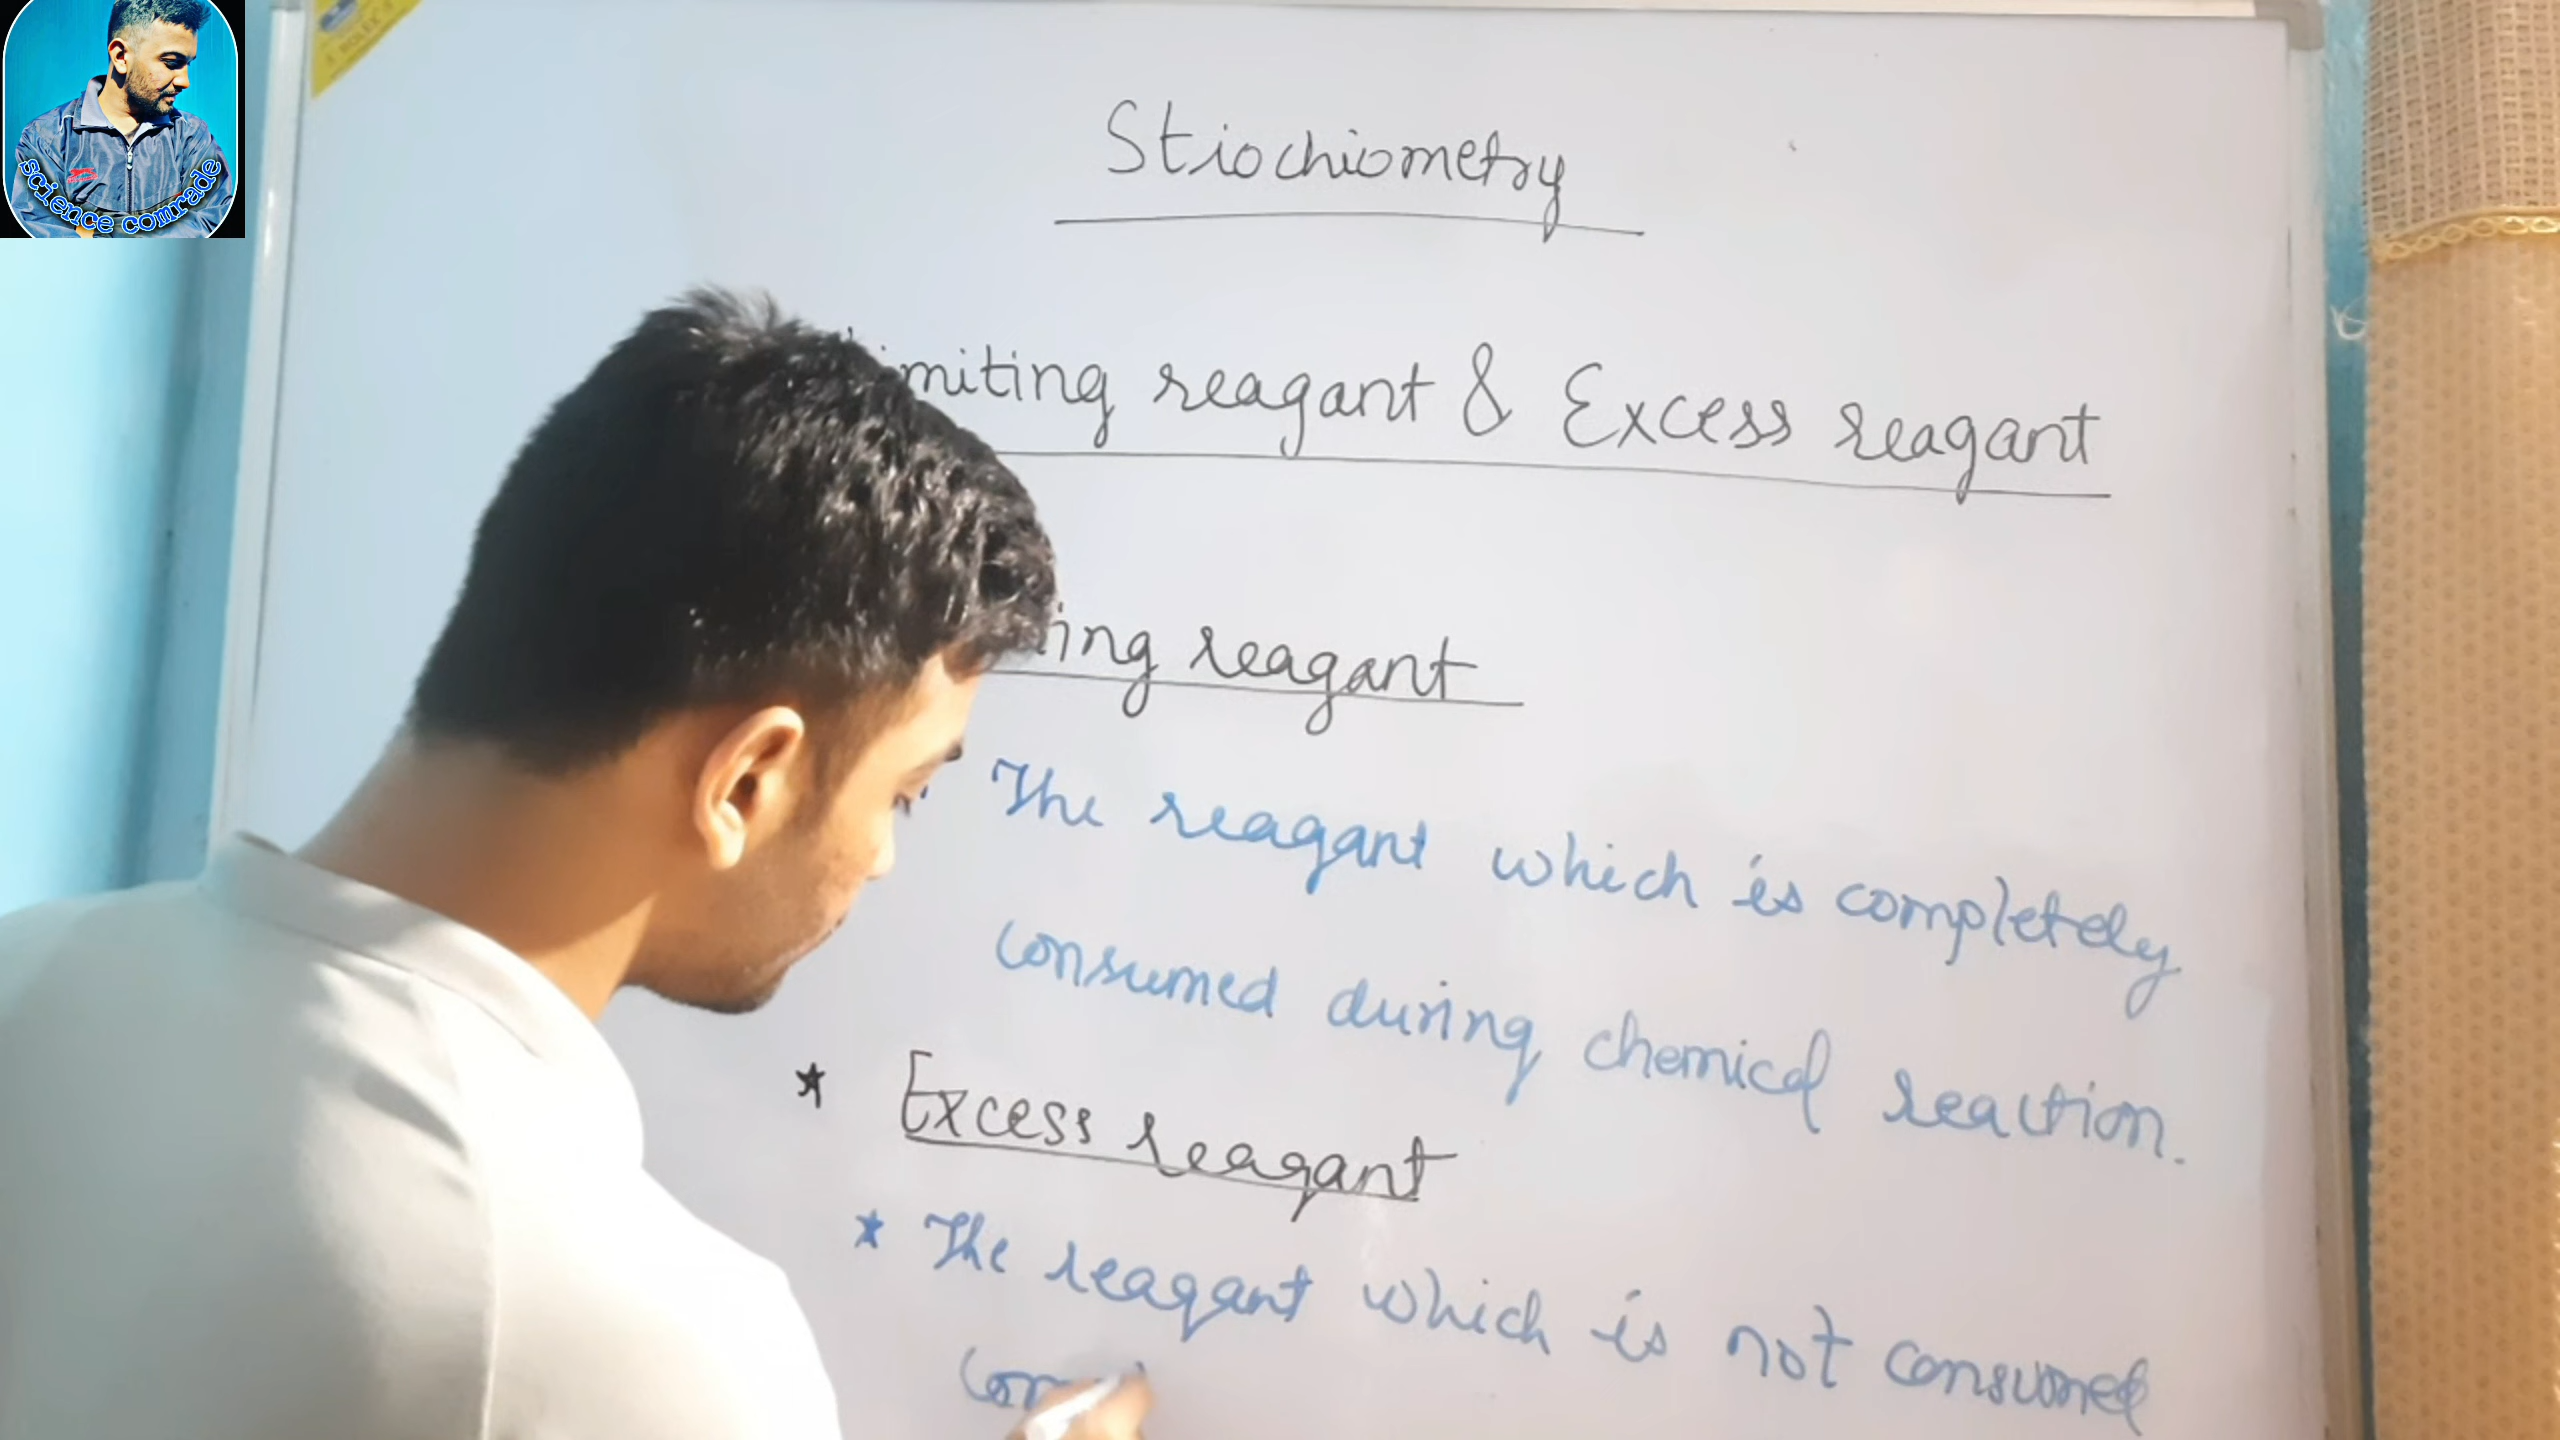 science comrade
Stiochiometry
imiting reagant & Excess reagant
ing reagant
The reagant which is completely
consumed during chemical reaction.
* Excess reagant
* The reagant which is not consumed